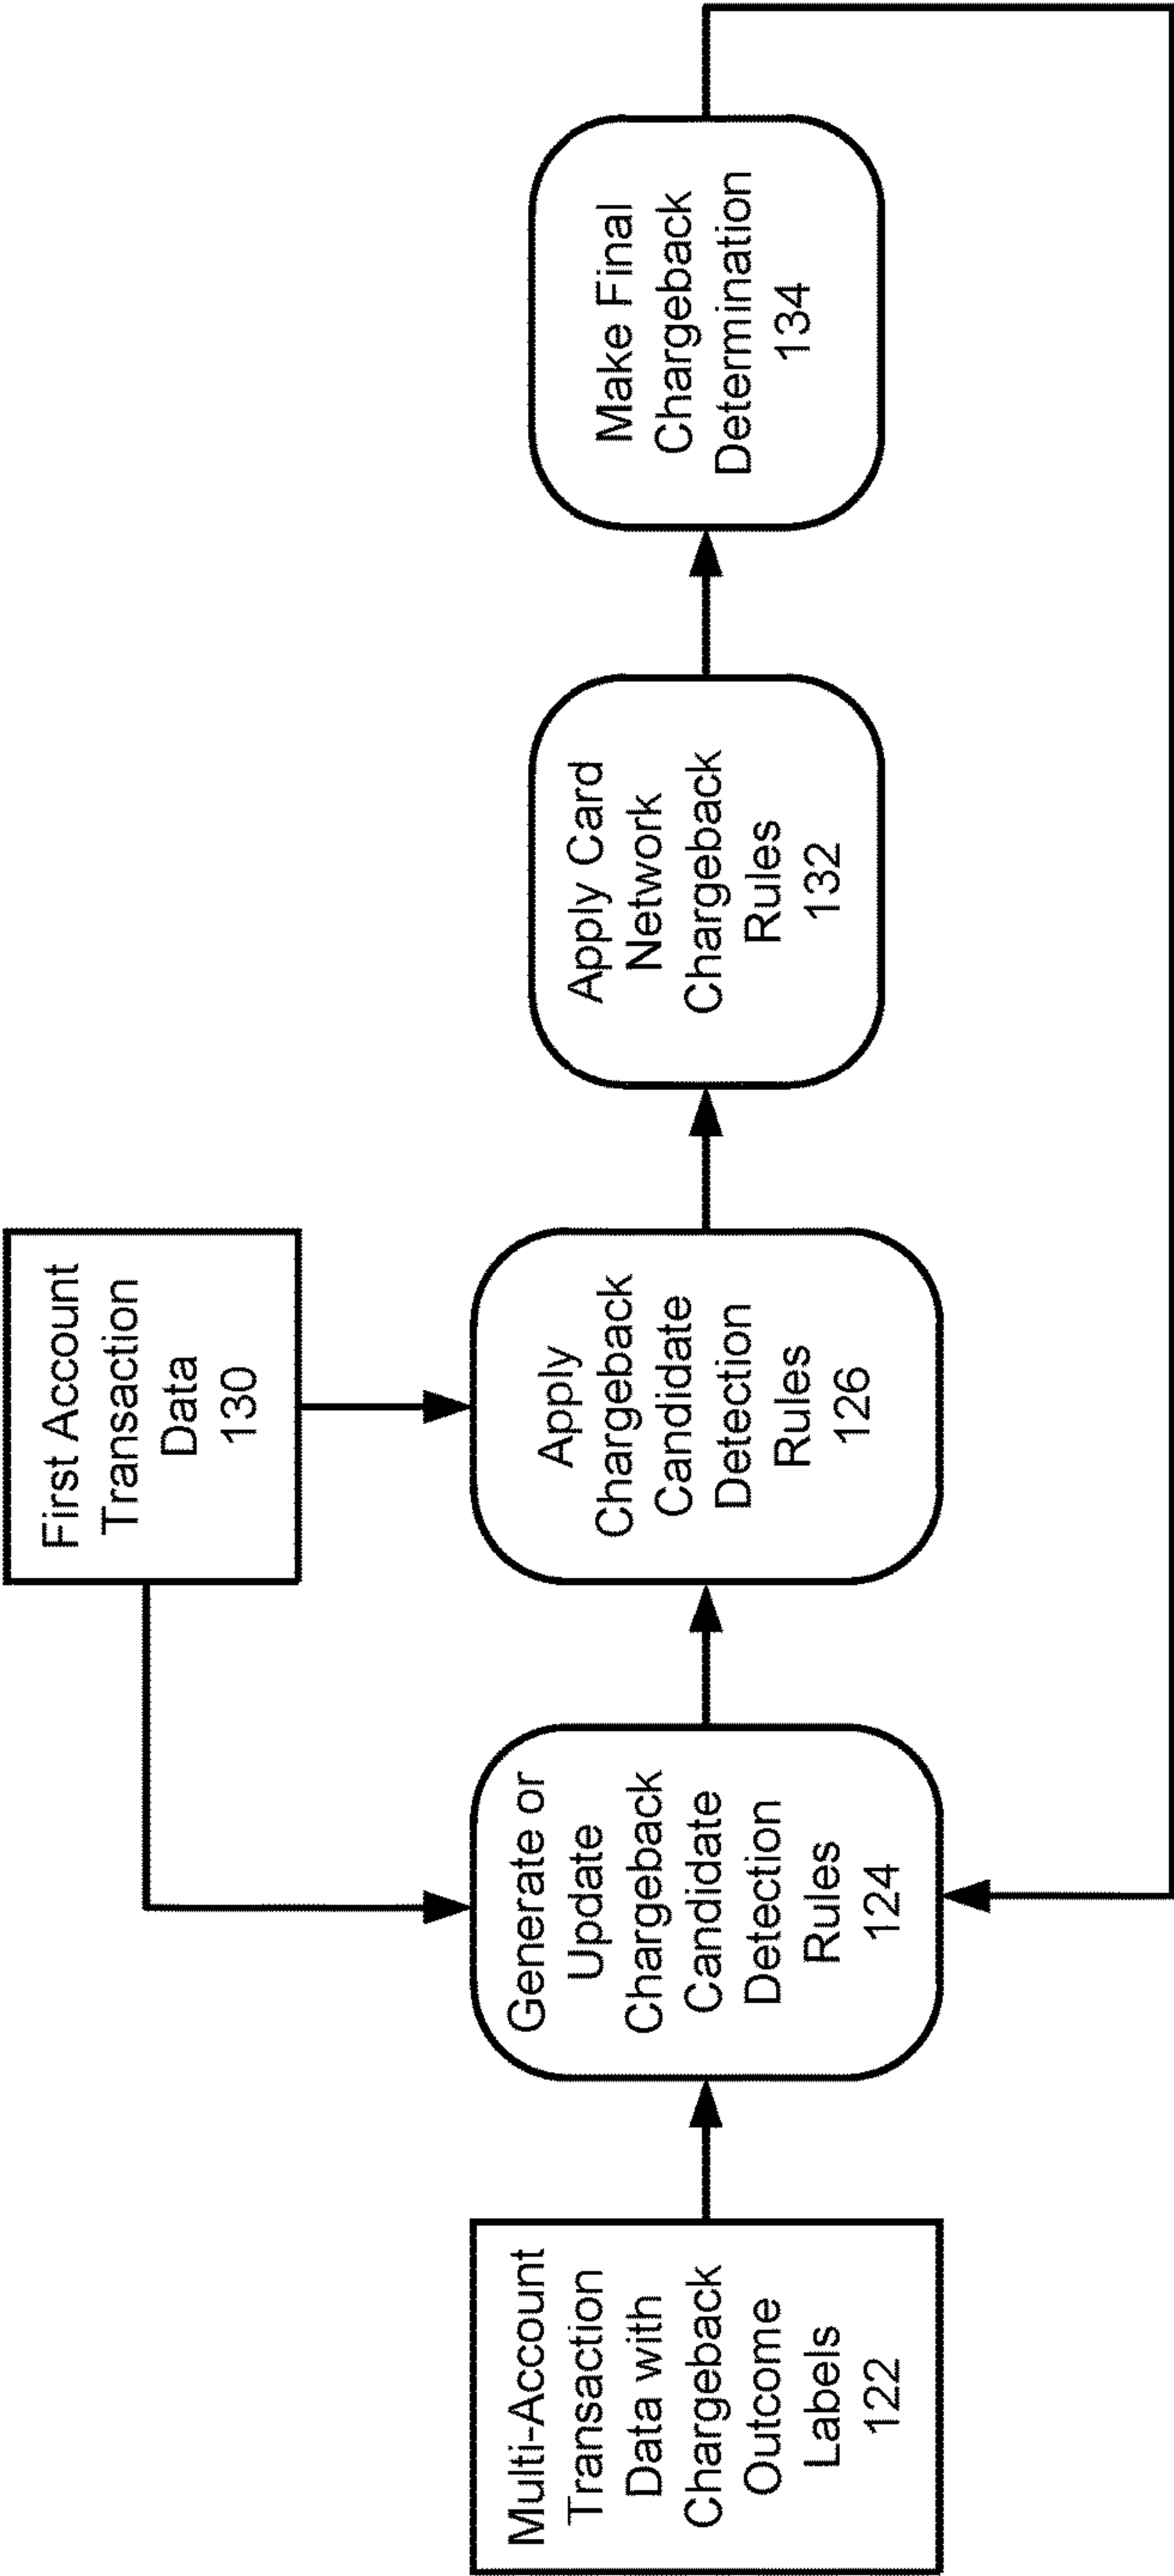 First Account
Transaction
Data
130
Multi-Account
Transaction
Data with
Chargeback
Outcome
Labels
122
Generate or
Update
Chargeback
Candidate
Detection
Rules
124
Apply
Chargeback
Candidate
Detection
Rules
126
Apply Card
Network
Chargeback
Rules
132
Make Final
Chargeback
Determination
134